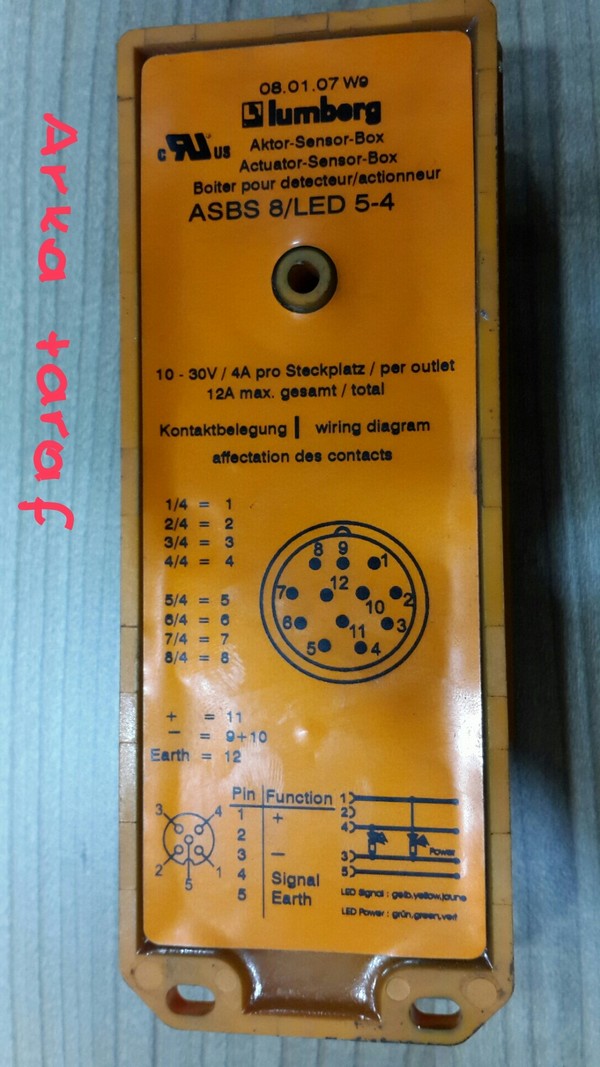 Arka taraf
08.01.07 W9
lumberg
c RU US
Aktor-Sensor-Box
Actuator-Sensor-Box
Boiter pour detecteur/actionneur
ASBS 8/LED 5-4
10 - 30V / 4A pro Steckplatz / per outlet
12A max. gesamt / total
Kontaktbelegung | wiring diagram
affectation des contacts
1/4 = 1
2/4 = 2
3/4 = 3
4/4 = 4
5/4 = 5
6/4 = 6
7/4 = 7
8/4 = 8
8 9 1
7 12 10 2
6 11 3
5 4
+ = 11
− = 9+10
Earth = 12
3 4
2 5 1
Pin Function
1 +
2
3 −
4 Signal
5 Earth
1
2
4
Power
3
5
LED Signal : gelb,yellow,jaune
LED Power : grün,green,vert